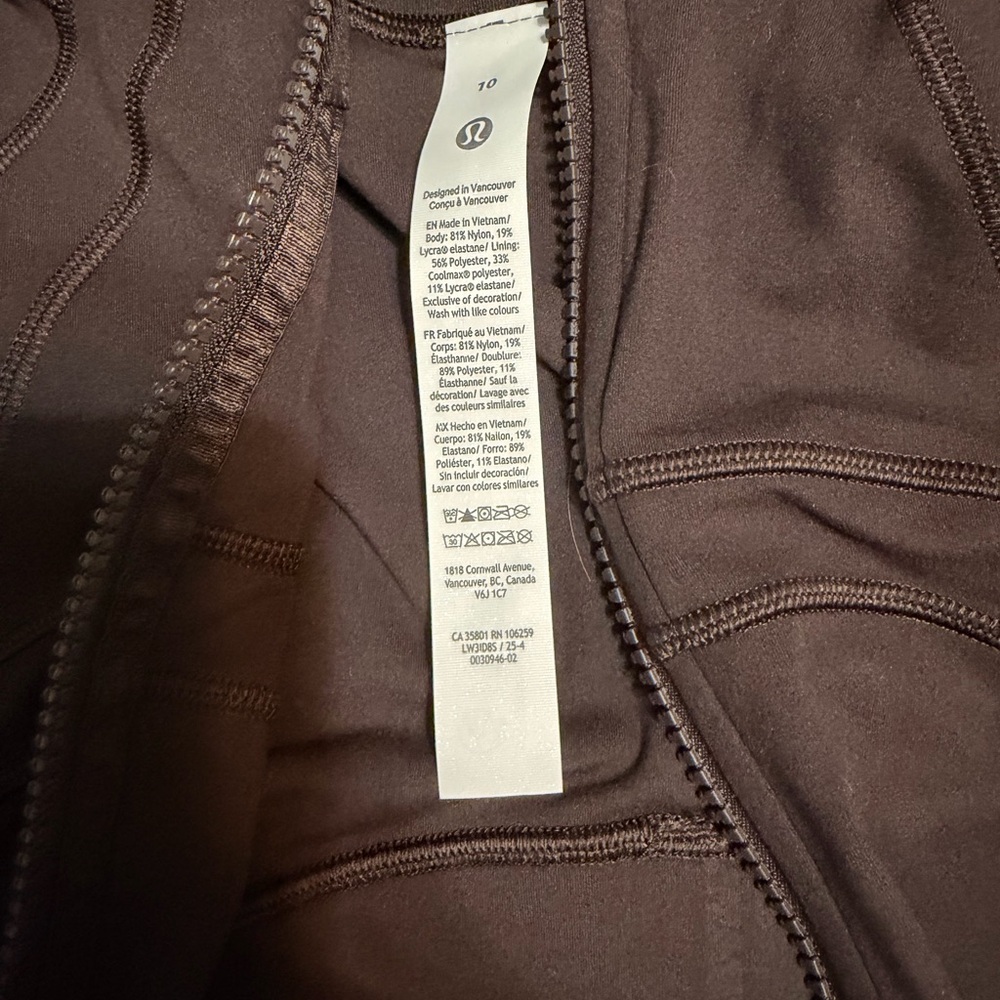 10
Designed in Vancouver
Conçu à Vancouver
EN Made in Vietnam/
Body: 81% Nylon, 19%
Lycra® elastane/ Lining:
56% Polyester, 33%
Coolmax® polyester,
11% Lycra® elastane/
Exclusive of decoration/
Wash with like colours
FR Fabriqué au Vietnam/
Corps: 81% Nylon, 19%
Élasthanne/ Doublure:
89% Polyester, 11%
Élasthanne/ Sauf la
décoration/ Lavage avec
des couleurs similaires
MX Hecho en Vietnam/
Cuerpo: 81% Nailon, 19%
Elastano/ Forro: 89%
Poliéster, 11% Elastano/
Sin incluir decoración/
Lavar con colores similares
30
1818 Cornwall Avenue,
Vancouver, BC, Canada
V6J 1C7
CA 35801 RN 106259
LW3ID8S / 25-4
0030946-02